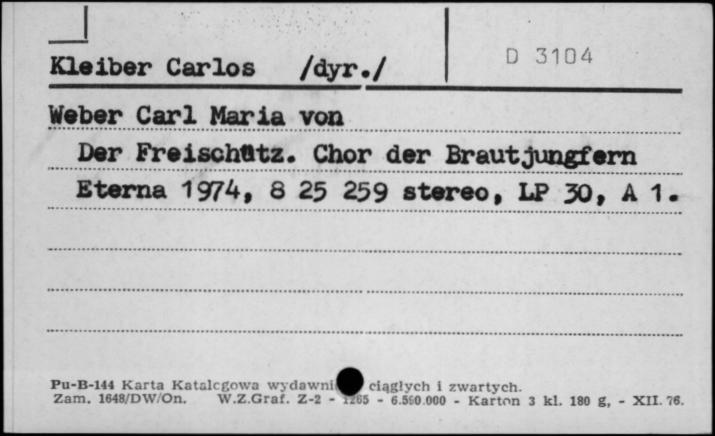 Kleiber Carlos /dyr./ D 3104
Weber Carl Maria von
Der Freischütz. Chor der Brautjungfern
Eterna 1974, 8 25 259 stereo, LP 30, A 1.
Pu-B-144 Karta Katalogowa wydawni ciągłych i zwartych.
Zam. 1648/DW/On. W.Z.Graf. Z-2 - 1265 - 6.500.000 - Karton 3 kl. 180 g, - XII. 76.